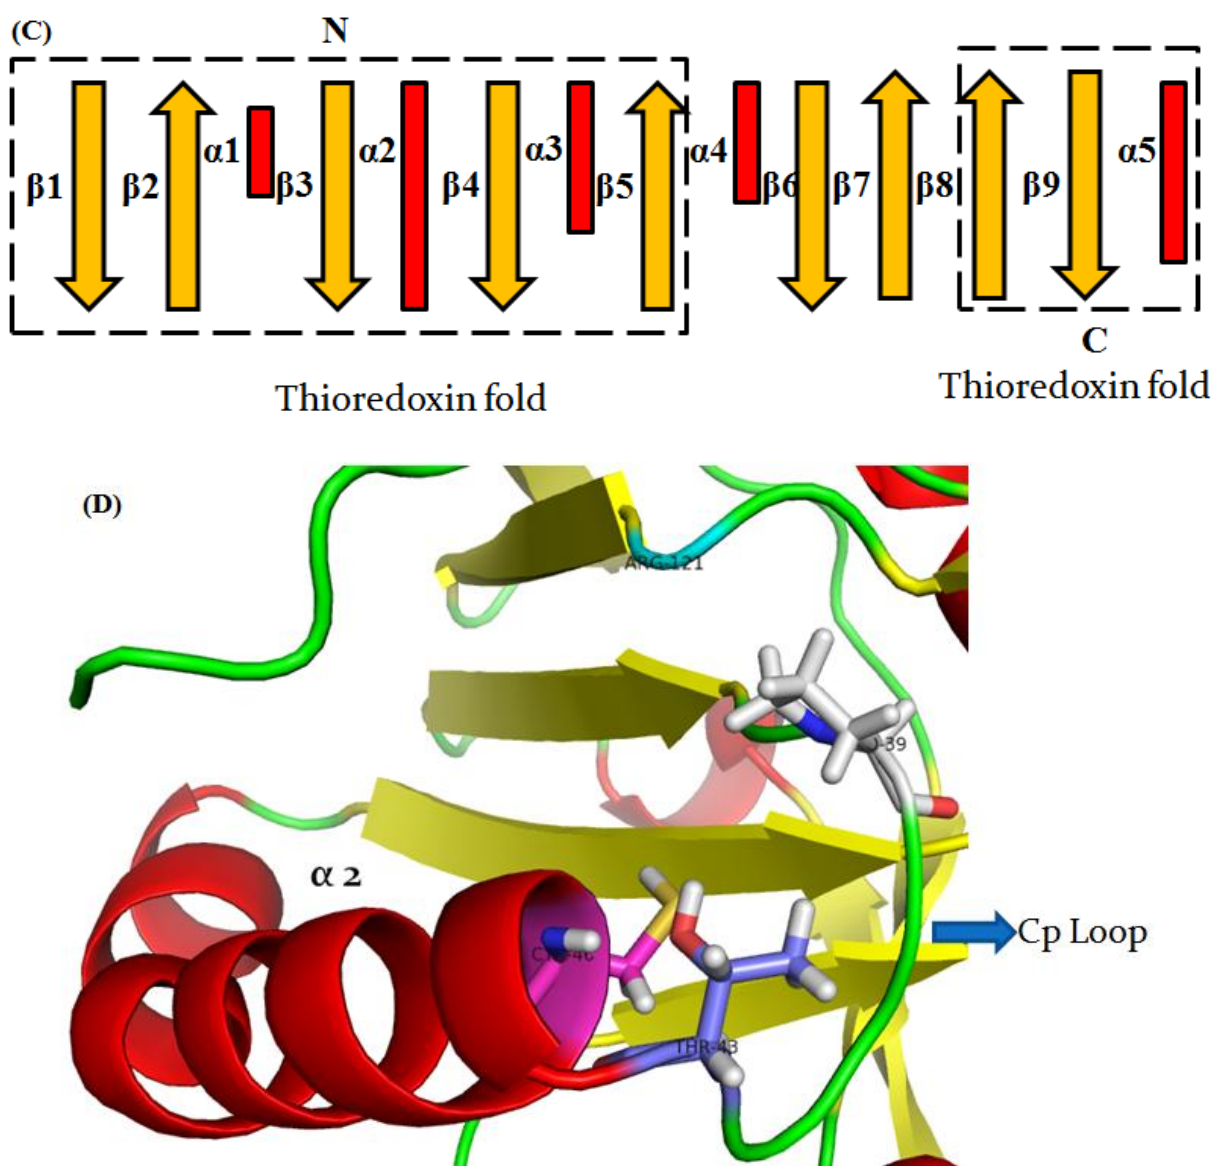 (C) N
β1 β2 α1 β3 α2 β4 α3 β5 α4 β6 β7 β8 β9 α5
C
Thioredoxin fold Thioredoxin fold
(D)
ARG-121
-39
α 2
Cp Loop
THR-43